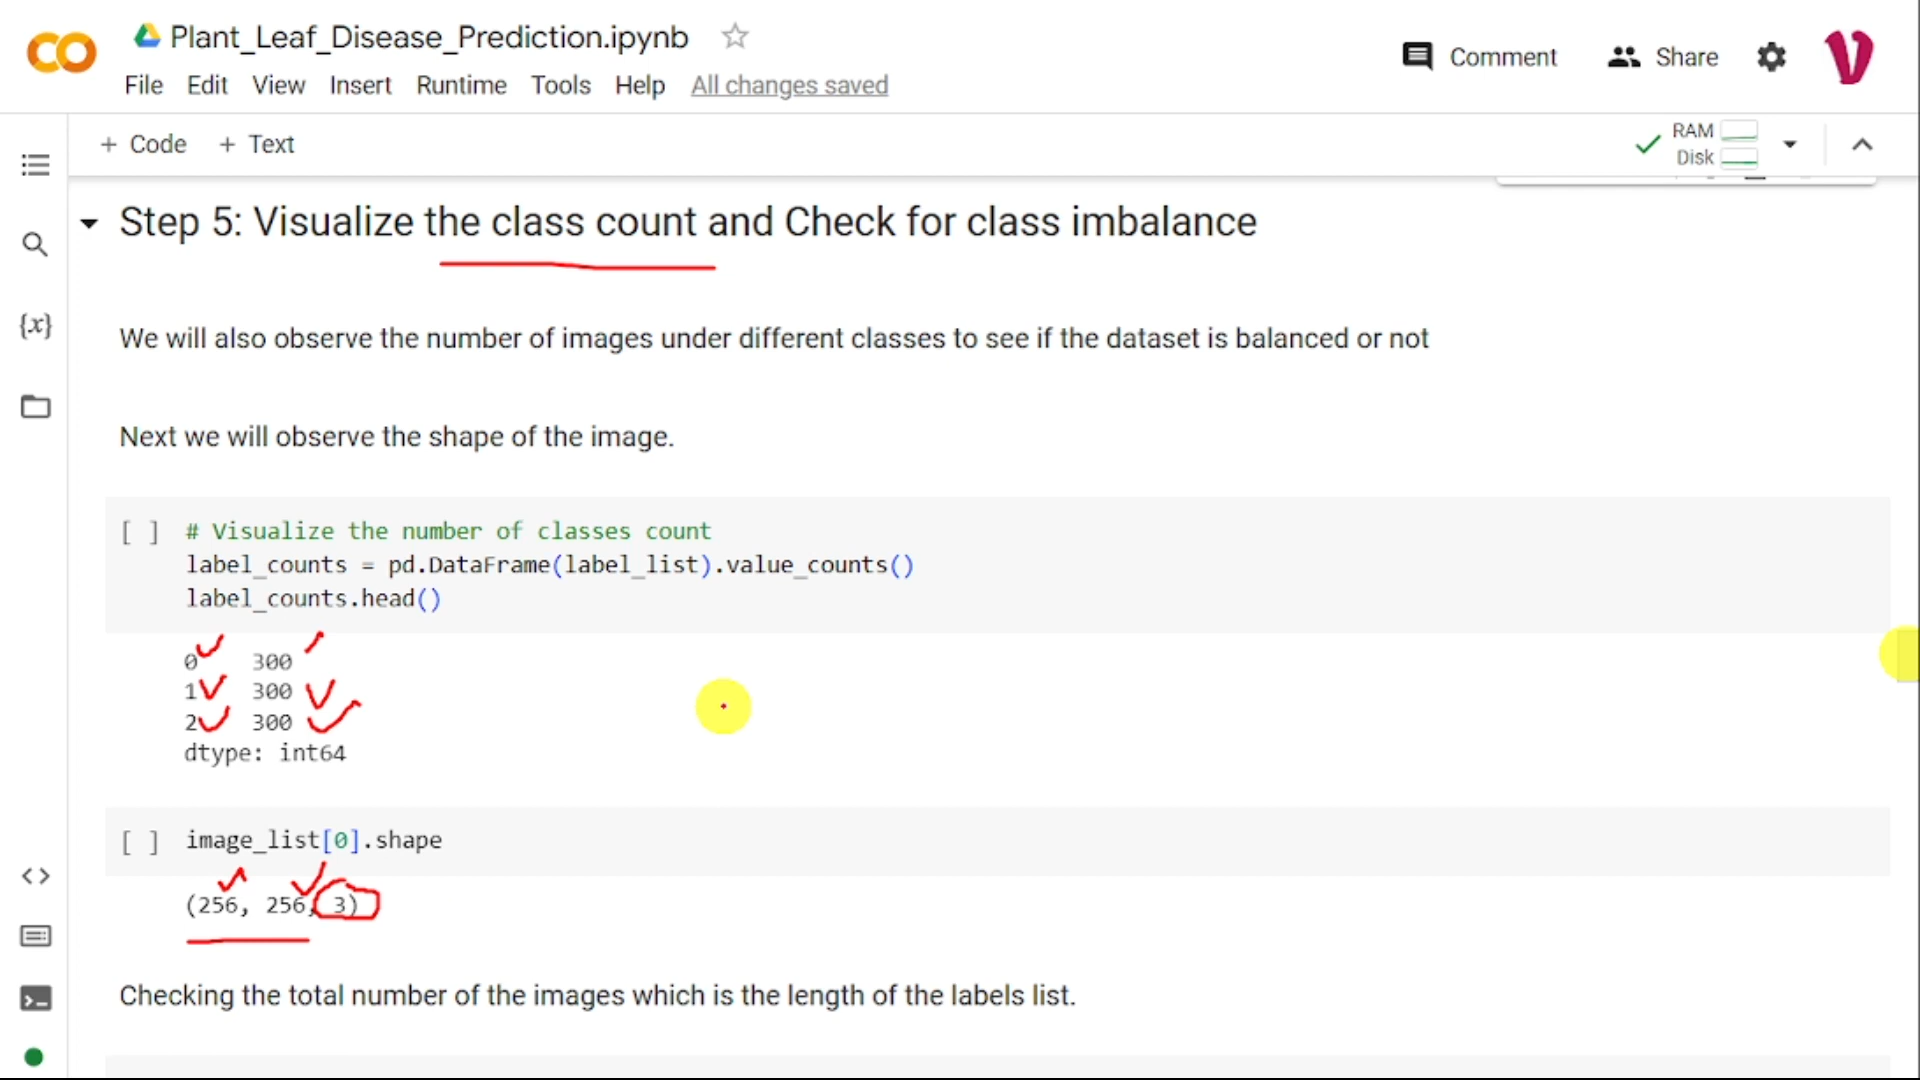 Plant_Leaf_Disease_Prediction.ipynb
Comment
Share
File Edit View Insert Runtime Tools Help All changes saved
+ Code + Text
RAM
Disk
Step 5: Visualize the class count and Check for class imbalance
We will also observe the number of images under different classes to see if the dataset is balanced or not
Next we will observe the shape of the image.
[ ] # Visualize the number of classes count
label_counts = pd.DataFrame(label_list).value_counts()
label_counts.head()
0 300
1 300
2 300
dtype: int64
[ ] image_list[0].shape
(256, 256, 3)
Checking the total number of the images which is the length of the labels list.